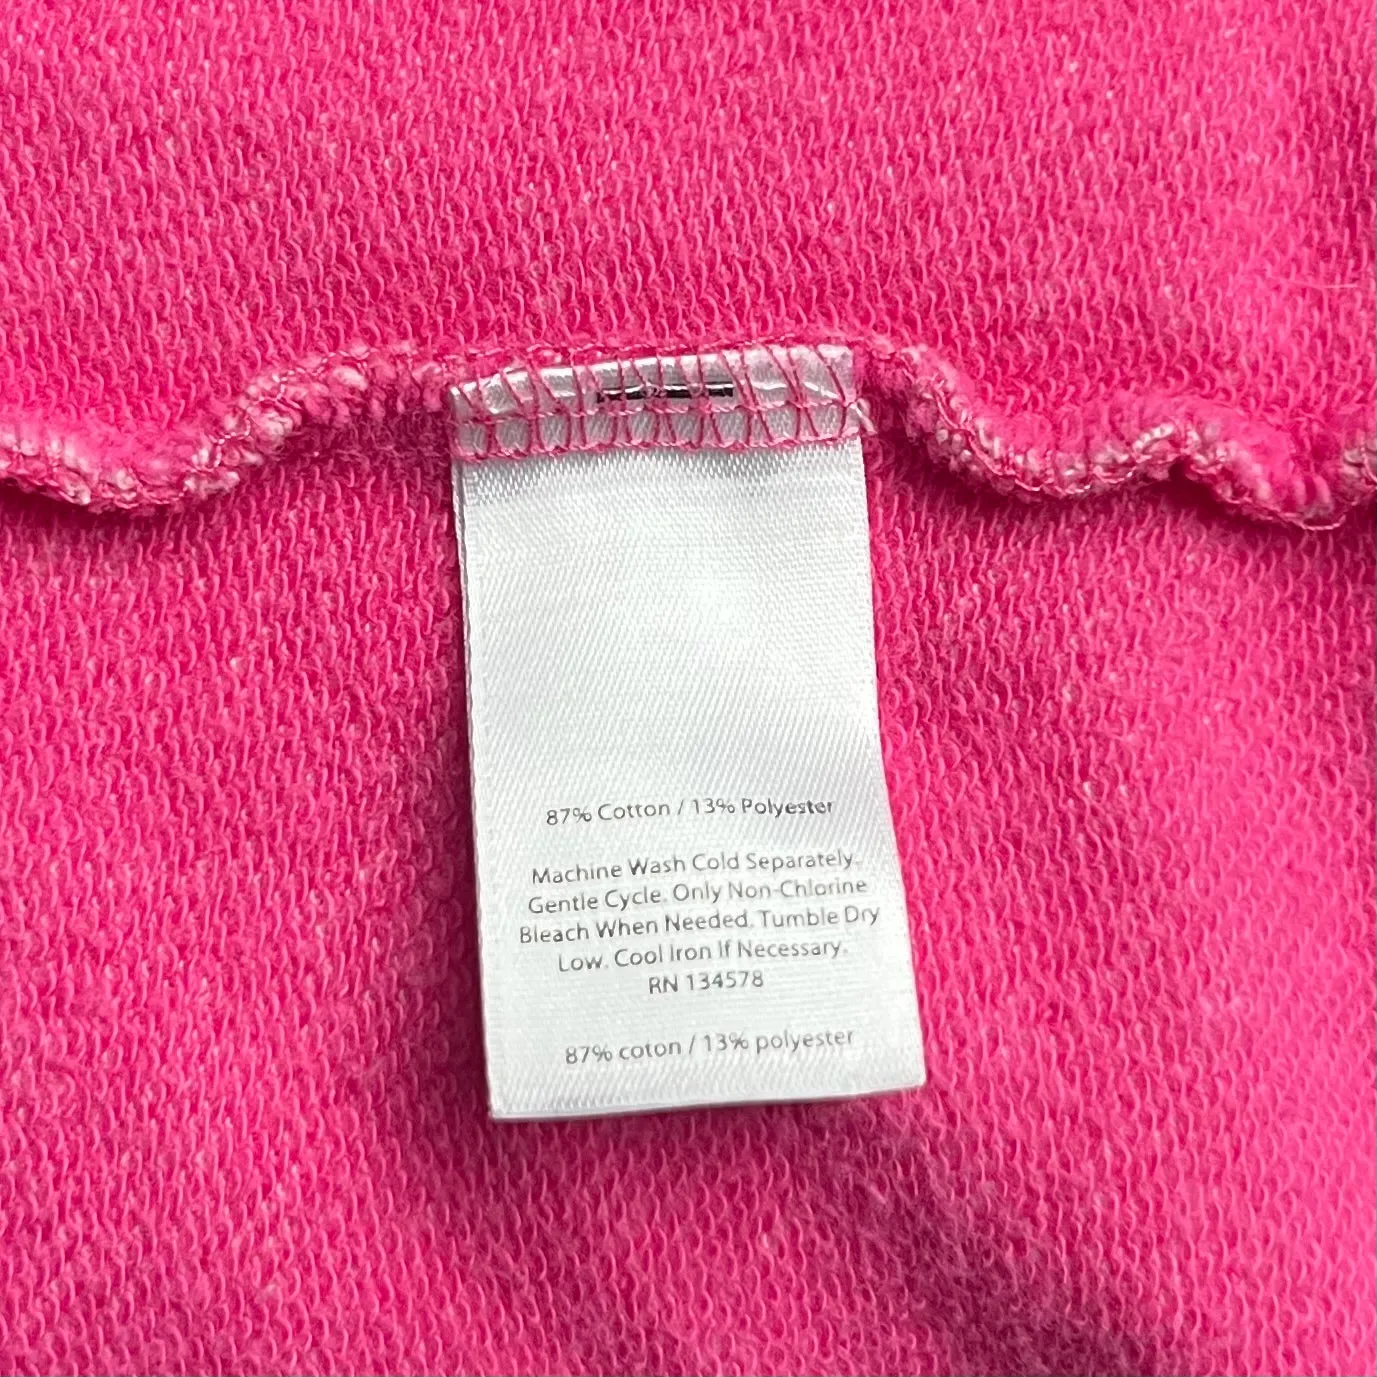 87% Cotton / 13% Polyester
Machine Wash Cold Separately.
Gentle Cycle. Only Non-Chlorine
Bleach When Needed. Tumble Dry
Low. Cool Iron If Necessary.
RN 134578
87% coton / 13% polyester